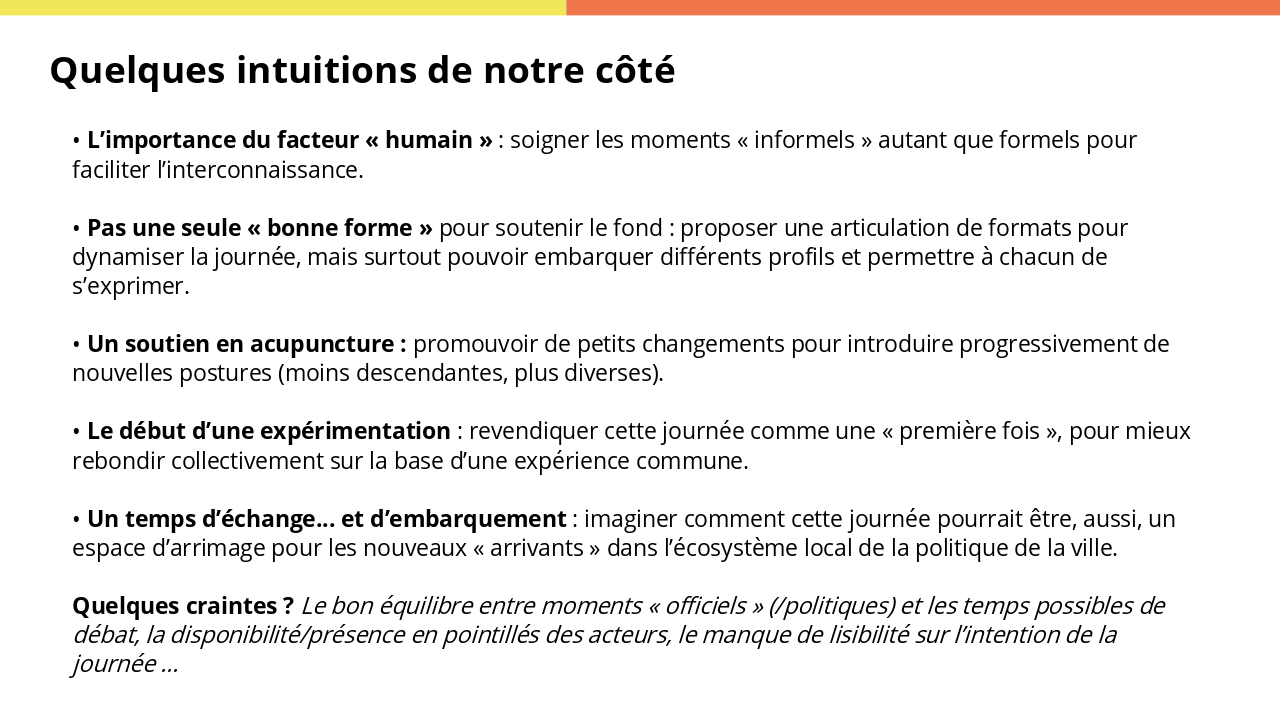 Quelques intuitions de notre côté
• L’importance du facteur « humain » : soigner les moments « informels » autant que formels pour
faciliter l’interconnaissance.
• Pas une seule « bonne forme » pour soutenir le fond : proposer une articulation de formats pour
dynamiser la journée, mais surtout pouvoir embarquer différents profils et permettre à chacun de
s’exprimer.
• Un soutien en acupuncture : promouvoir de petits changements pour introduire progressivement de
nouvelles postures (moins descendantes, plus diverses).
• Le début d’une expérimentation : revendiquer cette journée comme une « première fois », pour mieux
rebondir collectivement sur la base d’une expérience commune.
• Un temps d’échange... et d’embarquement : imaginer comment cette journée pourrait être, aussi, un
espace d’arrimage pour les nouveaux « arrivants » dans l’écosystème local de la politique de la ville.
Quelques craintes ? Le bon équilibre entre moments « officiels » (/politiques) et les temps possibles de
débat, la disponibilité/présence en pointillés des acteurs, le manque de lisibilité sur l’intention de la
journée ...